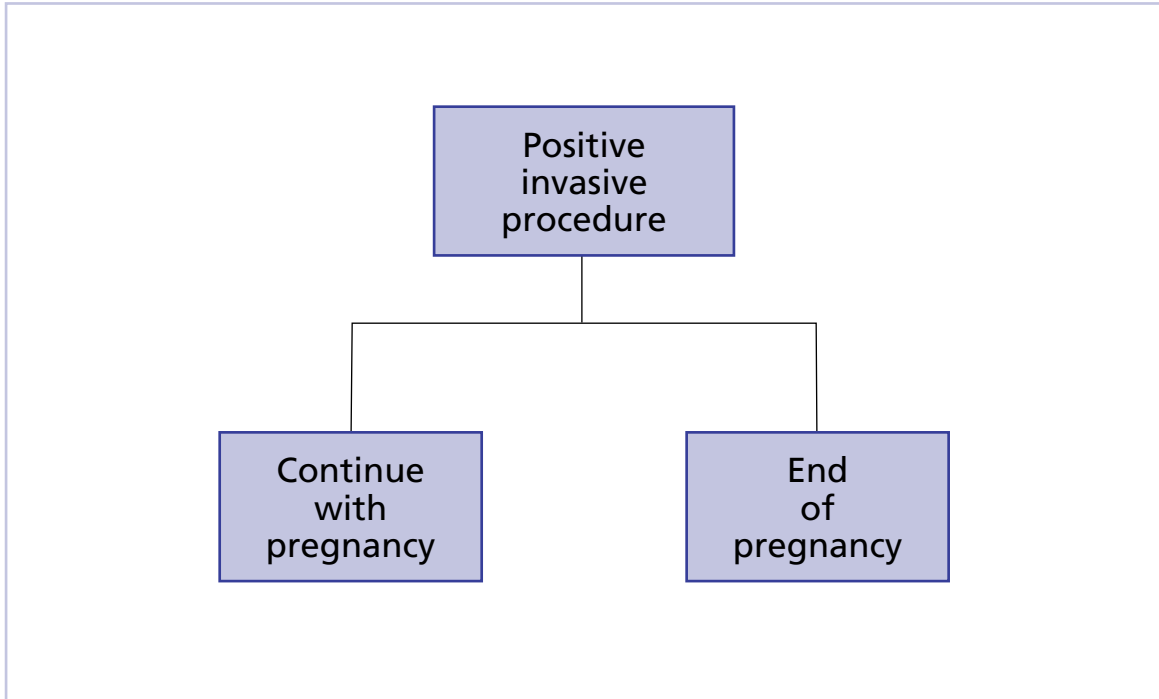 Positive
invasive
procedure
Continue
with
pregnancy
End
of
pregnancy